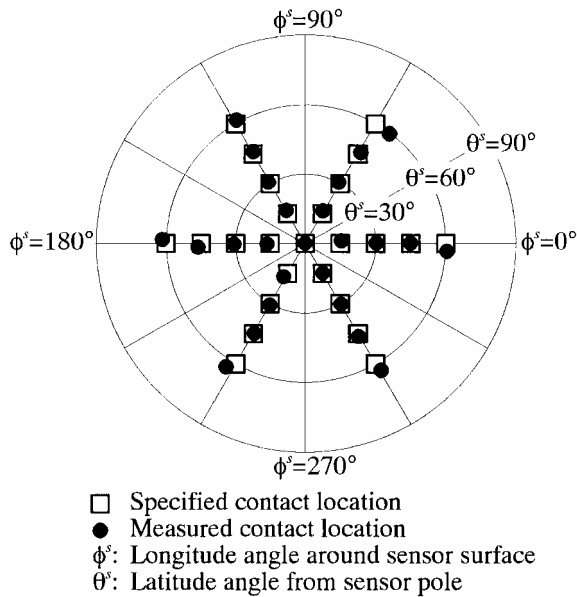 ϕˢ=90°
θˢ=90°
θˢ=60°
θˢ=30°
ϕˢ=180°
ϕˢ=0°
ϕˢ=270°
Specified contact location
Measured contact location
ϕˢ: Longitude angle around sensor surface
θˢ: Latitude angle from sensor pole